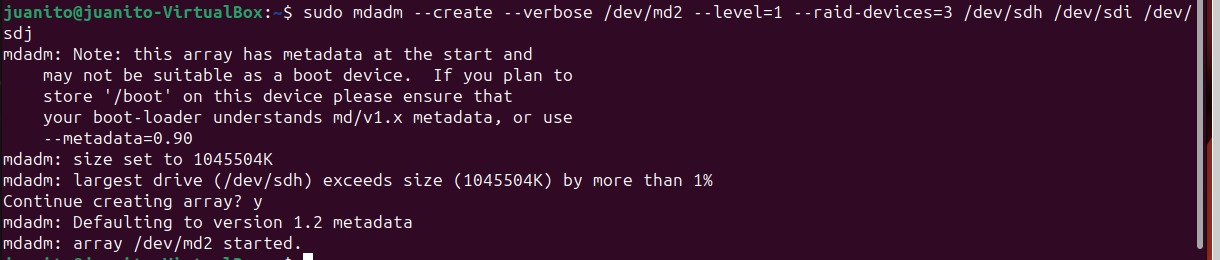 juanito@juanito-VirtualBox:~$ sudo mdadm --create --verbose /dev/md2 --level=1 --raid-devices=3 /dev/sdh /dev/sdi /dev/
sdj
mdadm: Note: this array has metadata at the start and
    may not be suitable as a boot device.  If you plan to
    store '/boot' on this device please ensure that
    your boot-loader understands md/v1.x metadata, or use
    --metadata=0.90
mdadm: size set to 1045504K
mdadm: largest drive (/dev/sdh) exceeds size (1045504K) by more than 1%
Continue creating array? y
mdadm: Defaulting to version 1.2 metadata
mdadm: array /dev/md2 started.